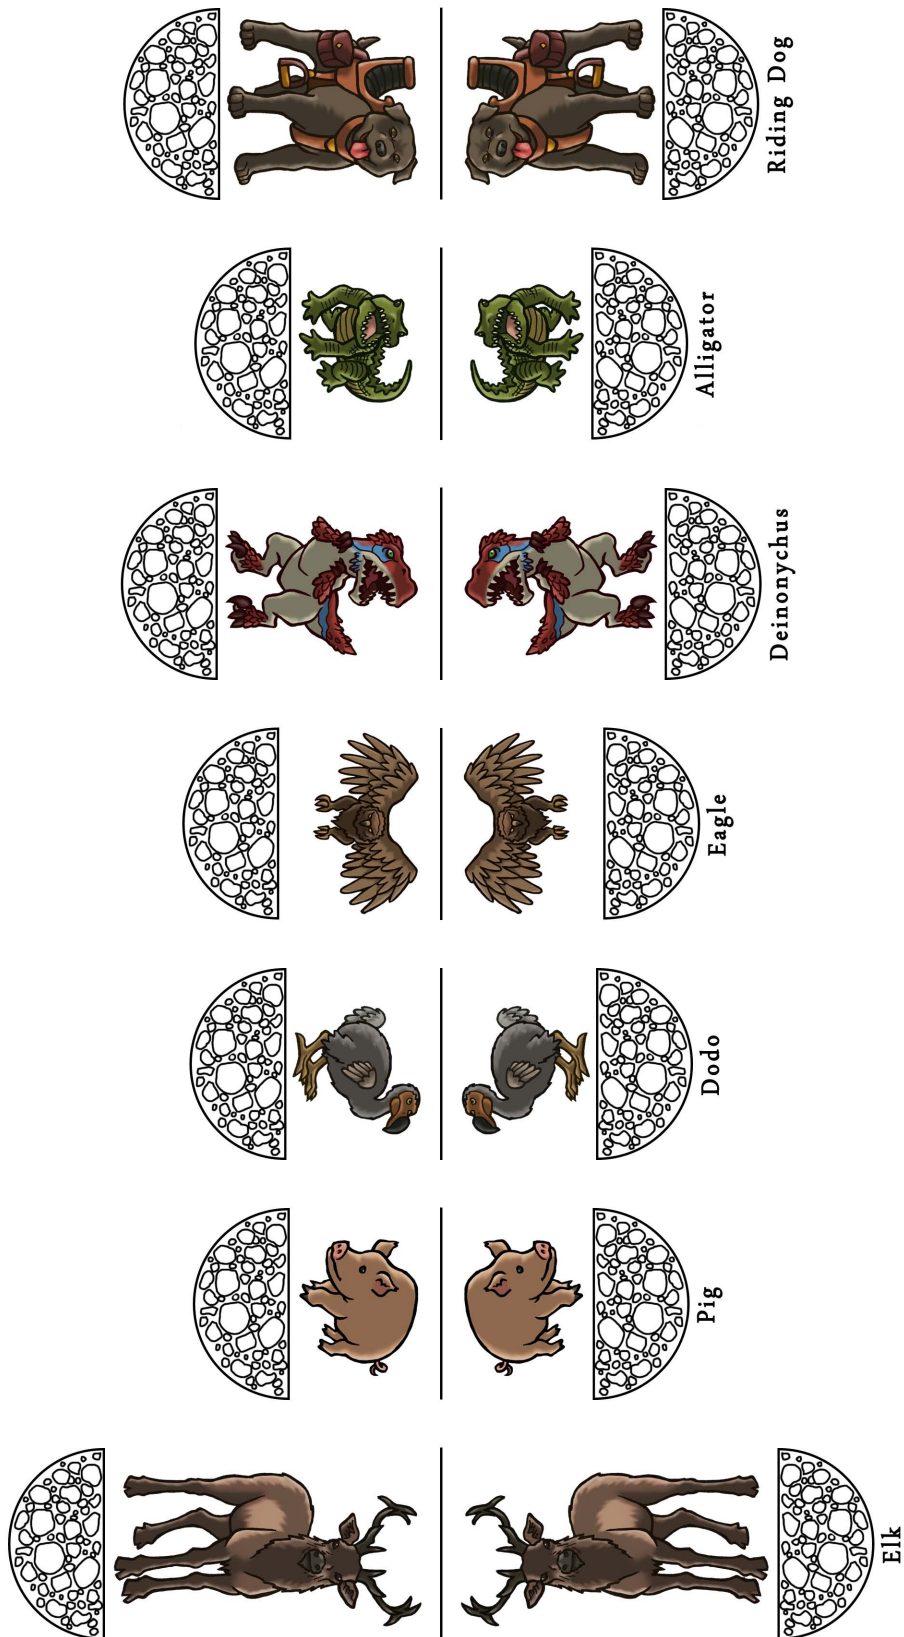 Riding Dog
Alligator
Deinonychus
Eagle
Dodo
Pig
Elk